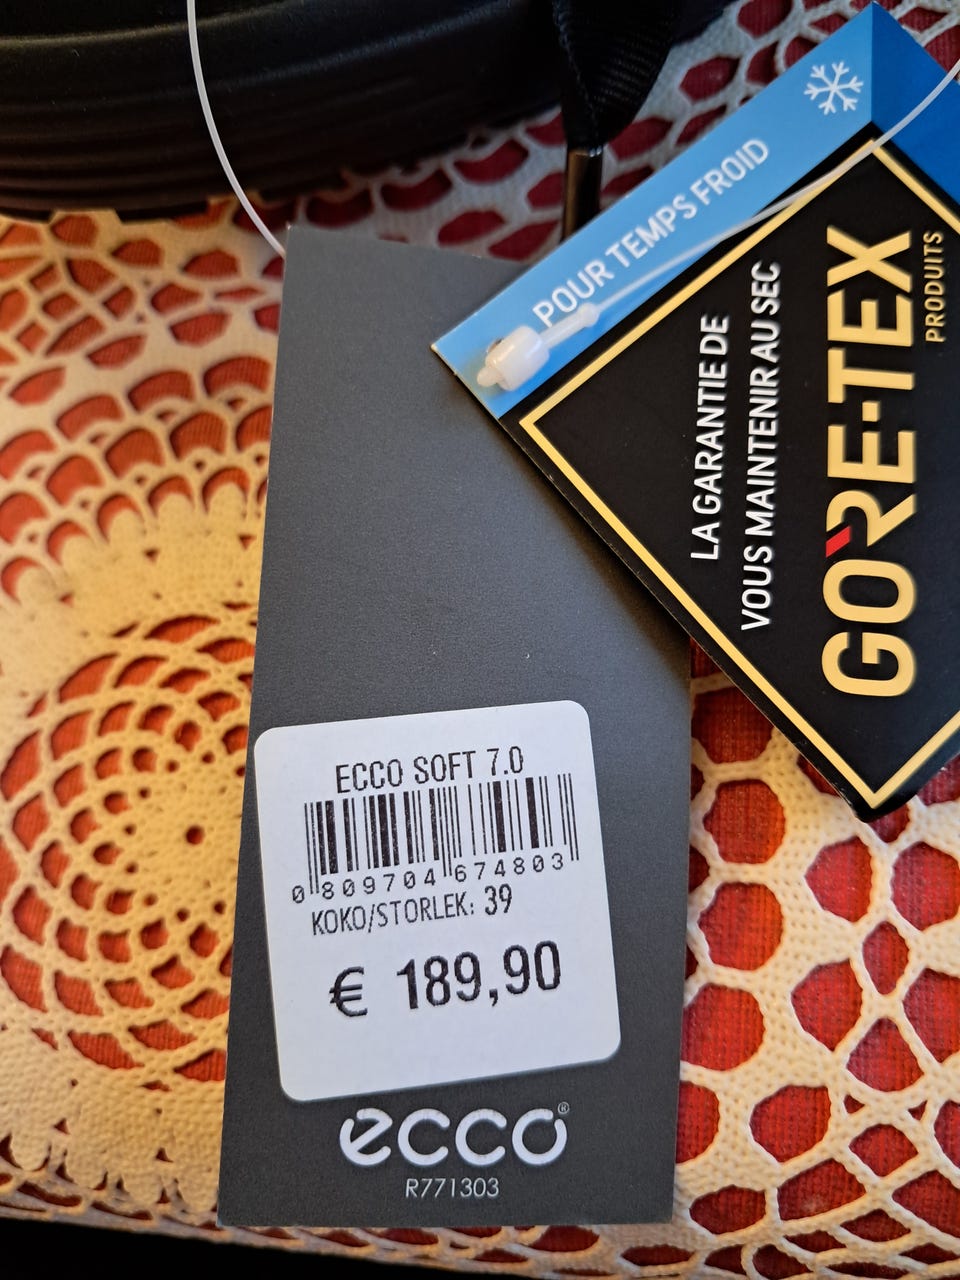 POUR TEMPS FROID
LA GARANTIE DE
VOUS MAINTENIR AU SEC
GORE-TEX
PRODUITS
ECCO SOFT 7.0
0 809704 674803
KOKO/STORLEK: 39
€ 189,90
ecco®
R771303